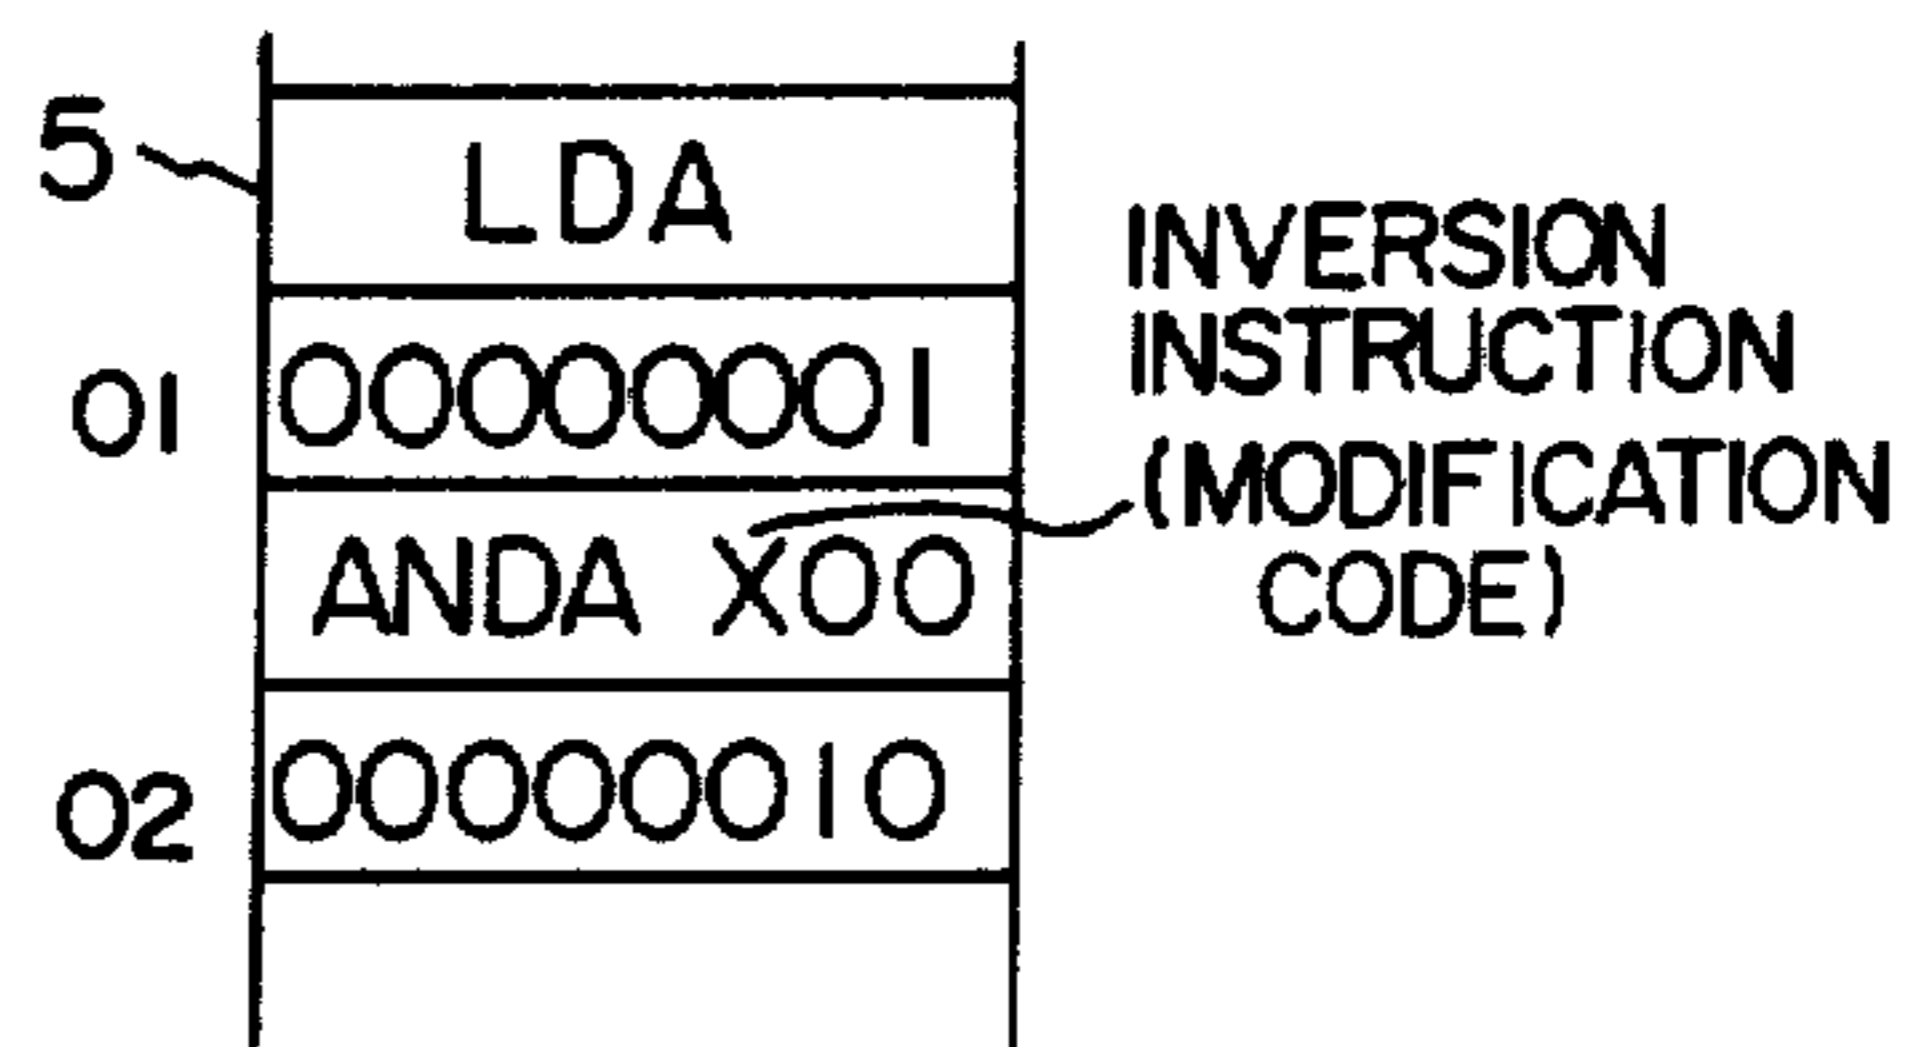 5
LDA
INVERSION
INSTRUCTION
01
00000001
(MODIFICATION
CODE)
ANDA X00
02
00000010